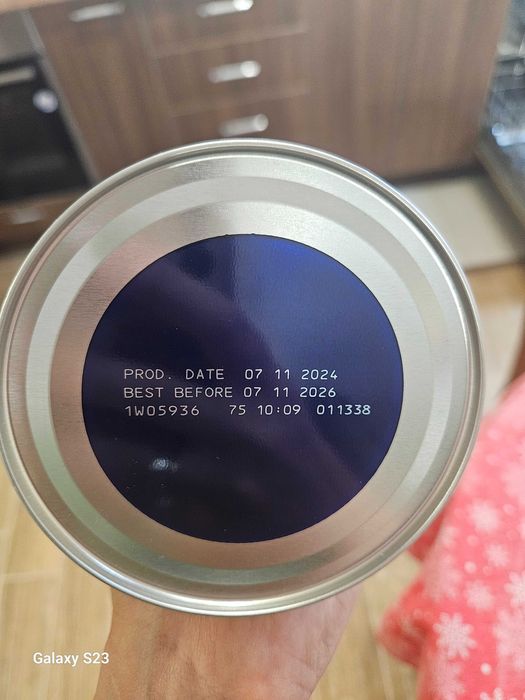 PROD. DATE 07 11 2024
BEST BEFORE 07 11 2026
1W05936 75 10:09 011338
Galaxy S23